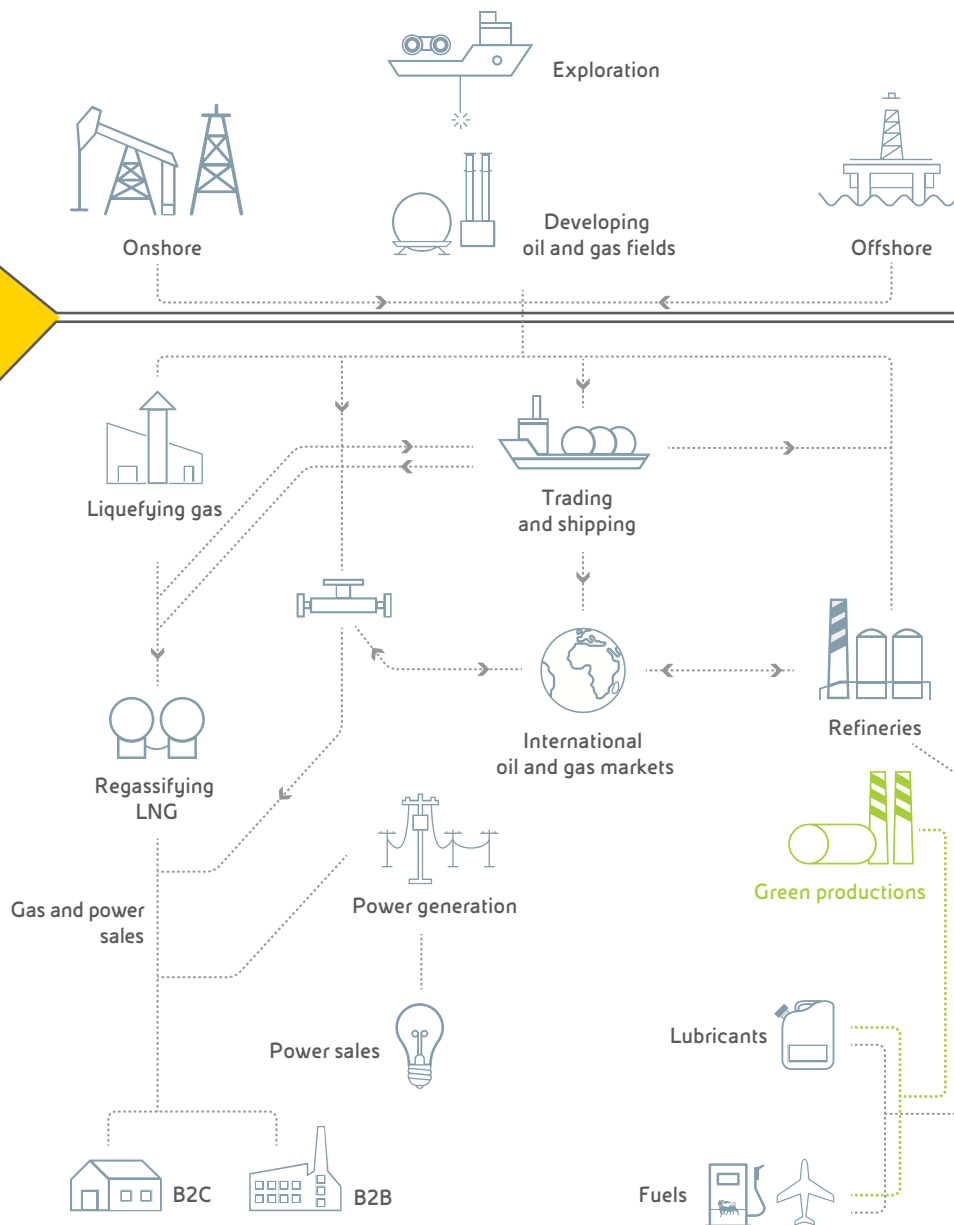 Exploration
Onshore
Developing
oil and gas fields
Offshore
Liquefying gas
Trading
and shipping
Refineries
International
oil and gas markets
Regassifying
LNG
Green productions
Power generation
Gas and power
sales
Lubricants
Power sales
B2C
B2B
Fuels